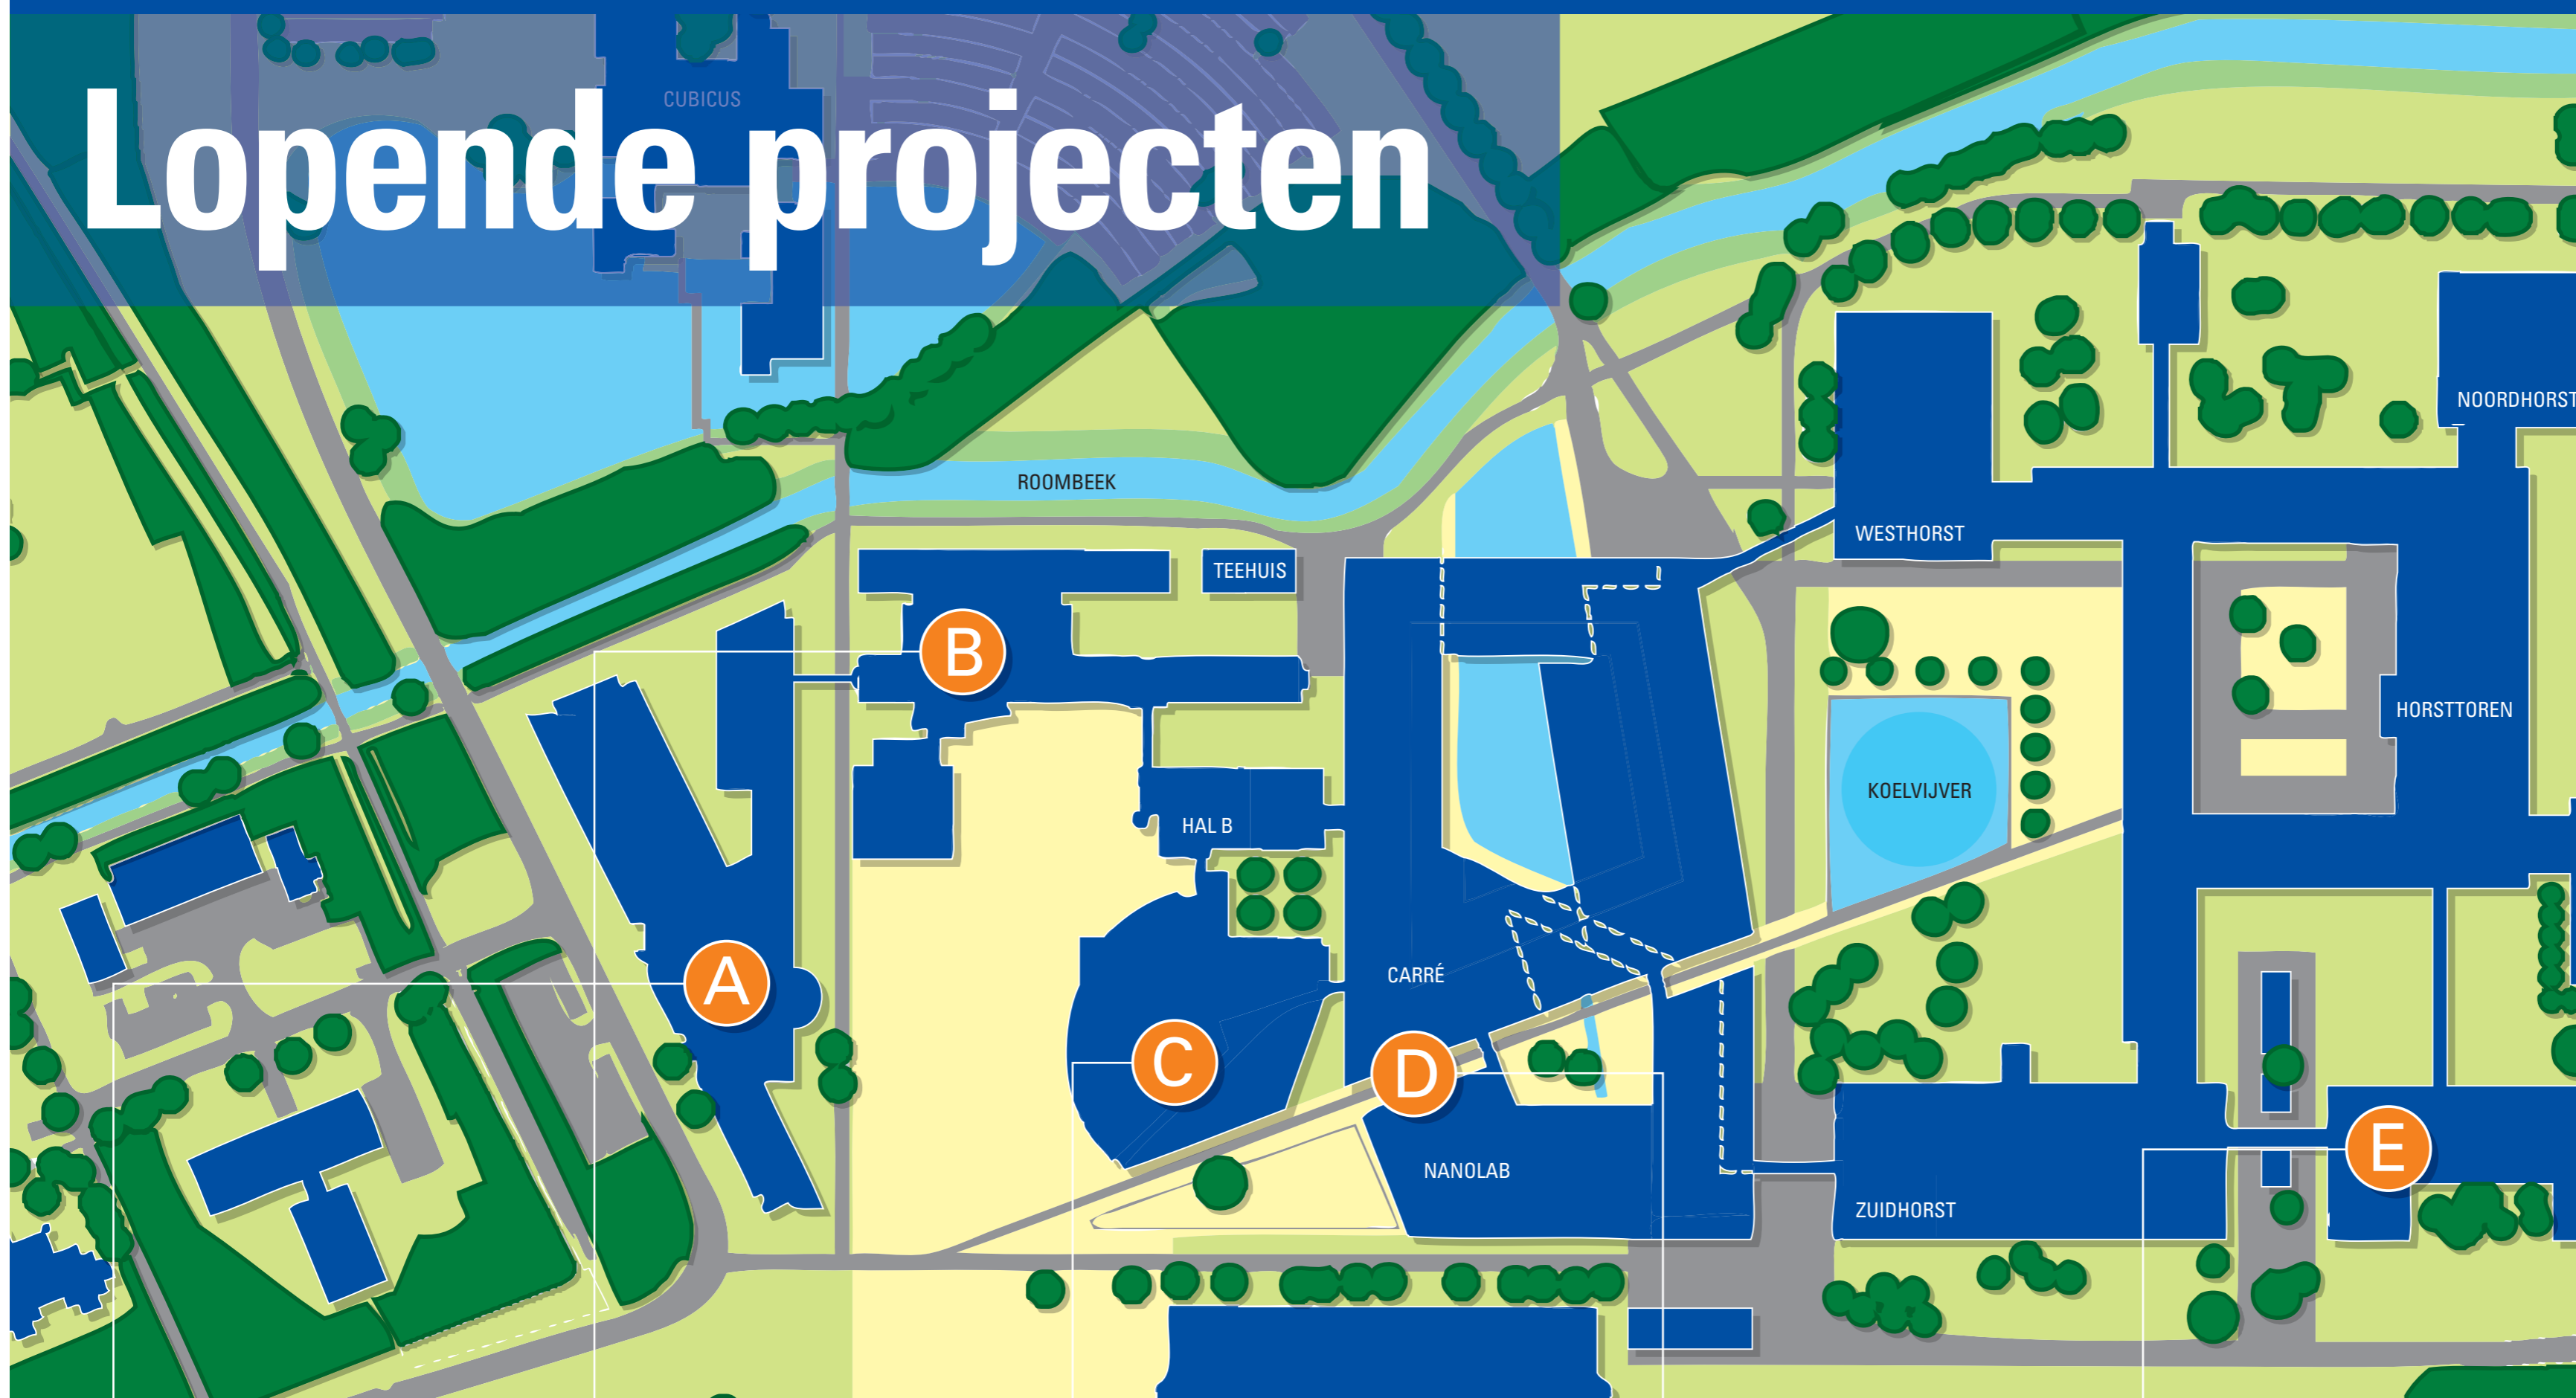 CUBICUS
Lopende projecten
NOORDHORST
ROOMBEEK
WESTHORST
TEEHUIS
B
HORSTTOREN
KOELVIJVER
HAL B
CARRÉ
A
C
D
E
NANOLAB
ZUIDHORST